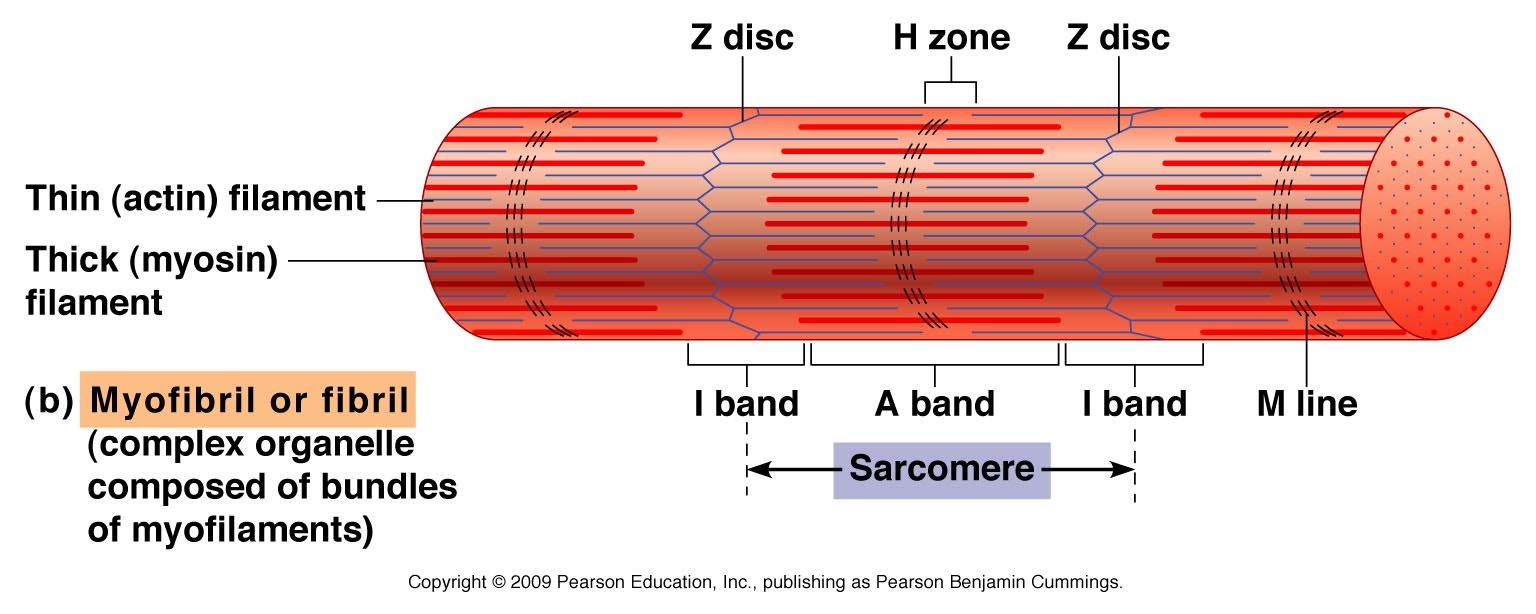 Z disc
H zone
Z disc
Thin (actin) filament
Thick (myosin)
filament
I band
A band
I band
M line
Sarcomere
(b) Myofibril or fibril
(complex organelle
composed of bundles
of myofilaments)
Copyright © 2009 Pearson Education, Inc., publishing as Pearson Benjamin Cummings.